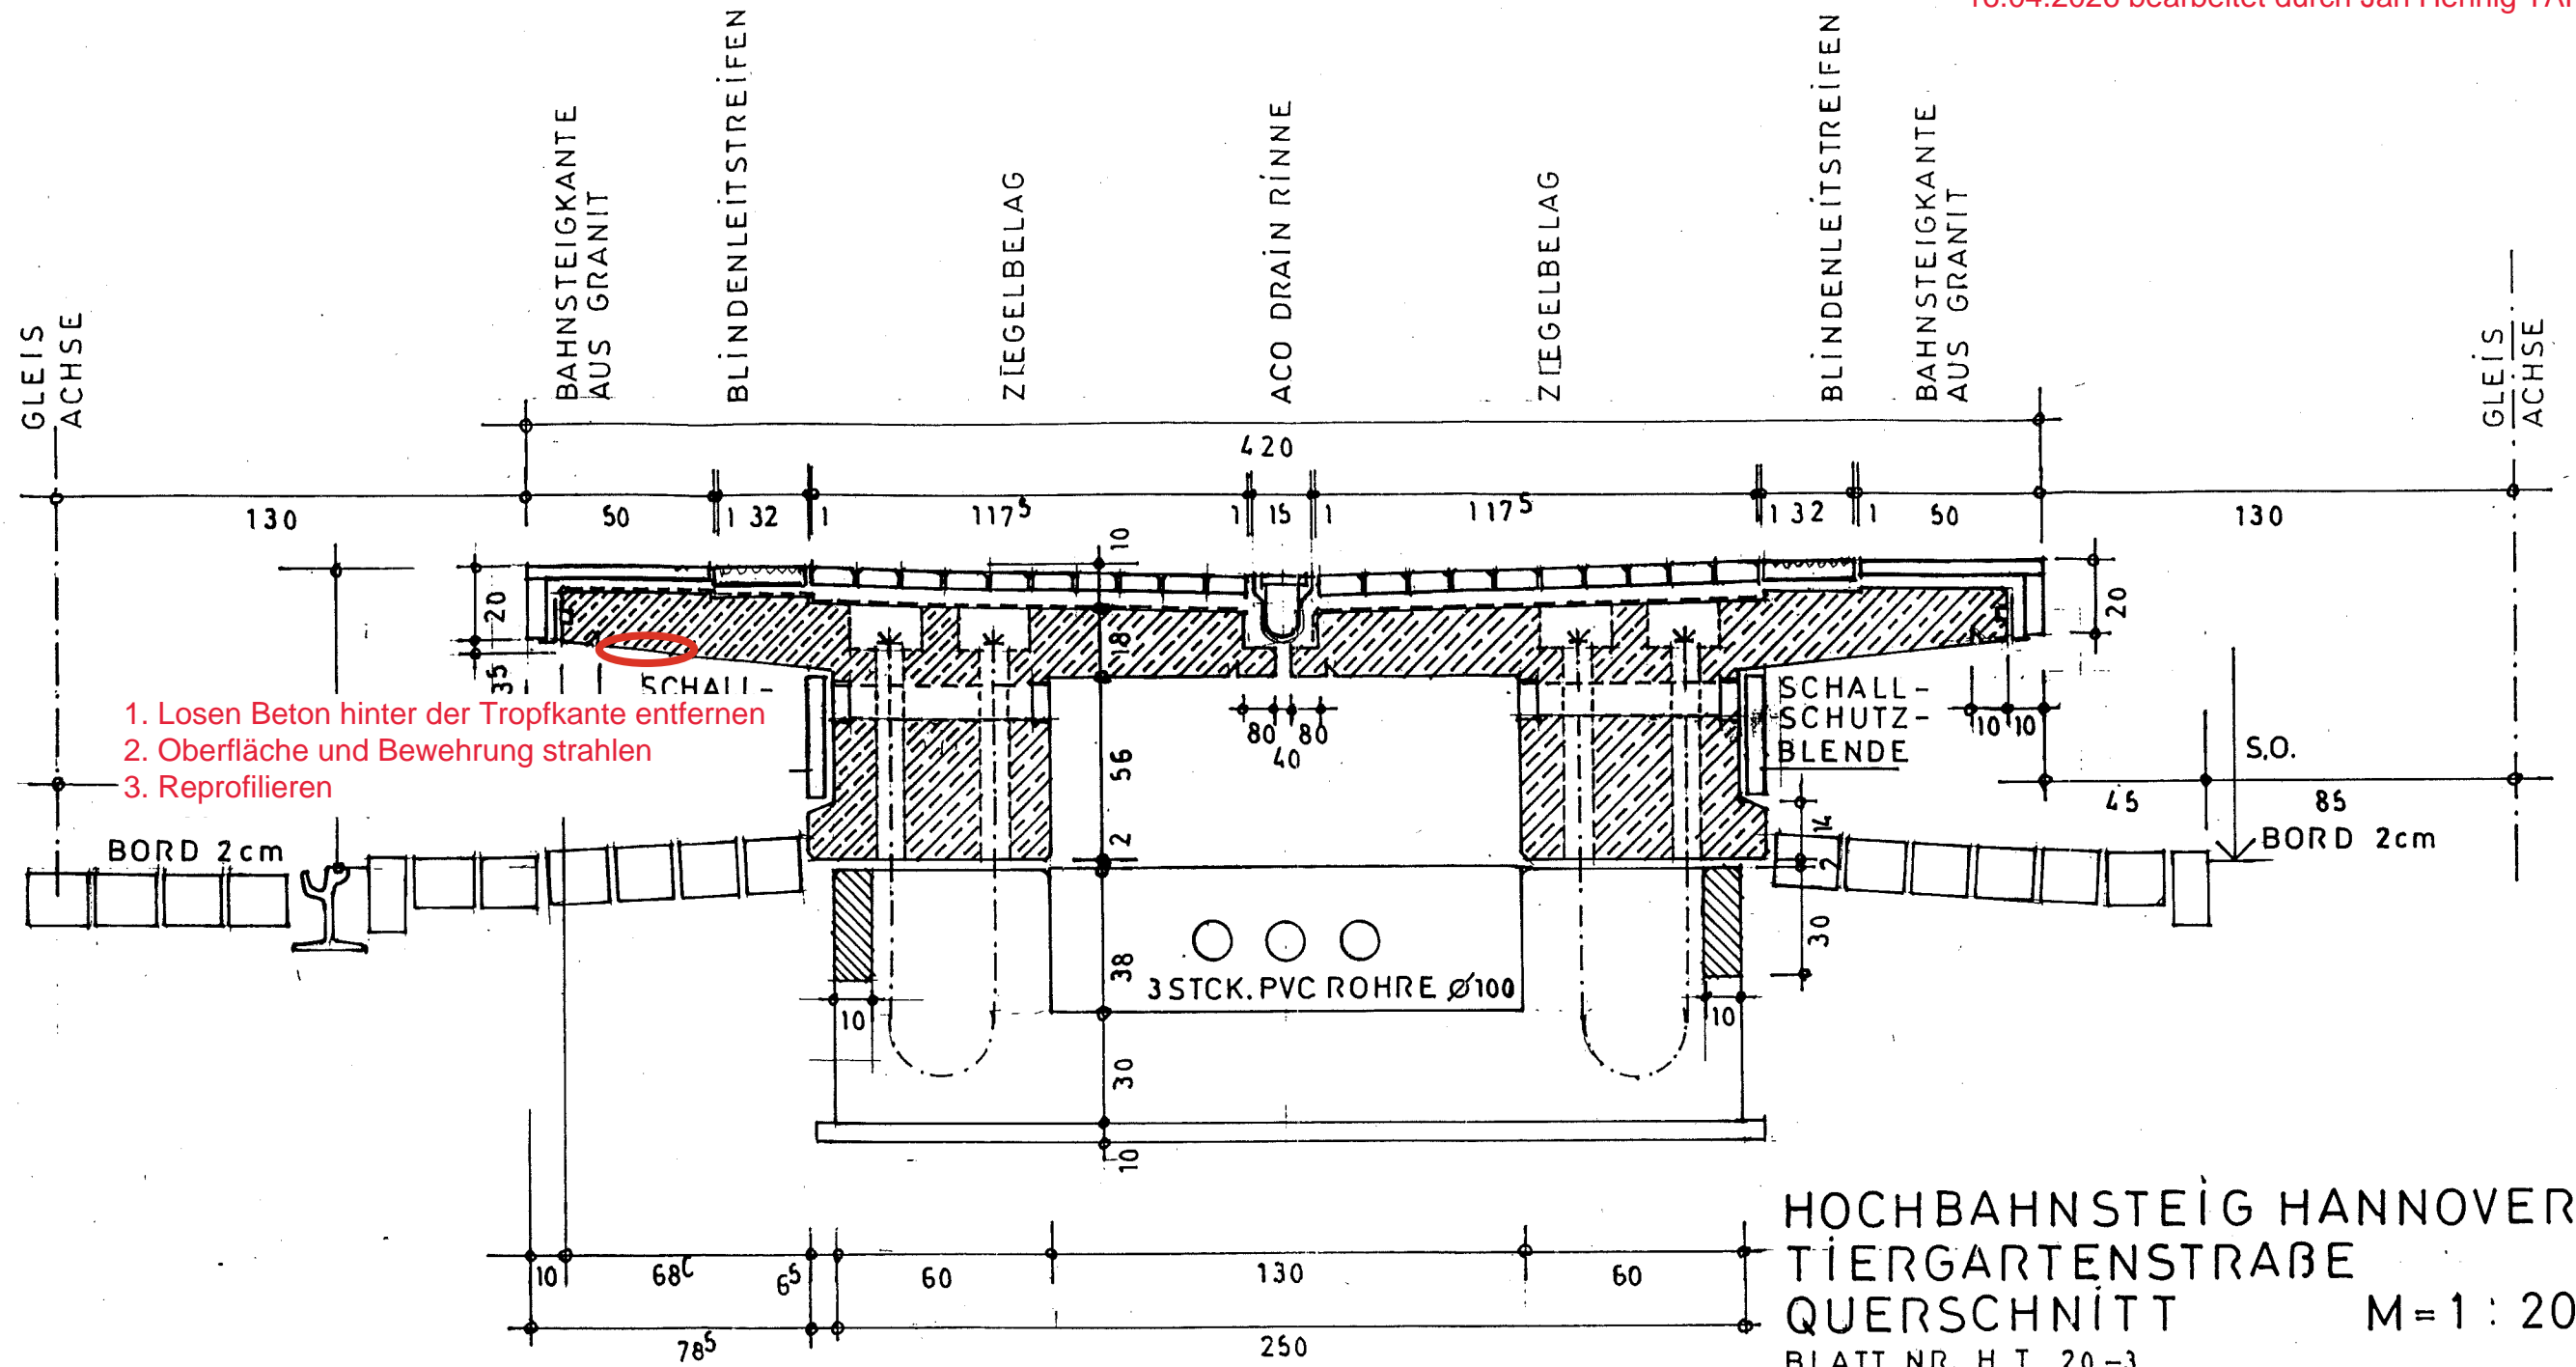 BAHNSTEIGKANTE
AUS GRANIT
BLINDENLEITSTREIFEN
ZIEGELBELAG
ACO DRAIN RINNE
ZIEGELBELAG
BLINDENLEITSTREIFEN
BAHNSTEIGKANTE
AUS GRANIT
GLEIS
ACHSE
GLEIS
ACHSE
420
130 50 1 32 1 117⁵ 1 15 1 117⁵ 1 32 1 50 130
10
20
35
18
20
SCHALL-
1. Losen Beton hinter der Tropfkante entfernen
2. Oberfläche und Bewehrung strahlen
3. Reprofilieren
SCHALL-
SCHUTZ-
BLENDE
80 80
40
10 10
S.O.
56
45 85
14
2
2
BORD 2cm
BORD 2cm
30
38
3 STCK. PVC ROHRE Ø100
10
10
30
10
10 68 6⁵ 60 130 60
78⁵ 250
HOCHBAHNSTEIG HANNOVER
TIERGARTENSTRAßE
QUERSCHNITT M = 1 : 20
BLATT NR. H.T. 20-3